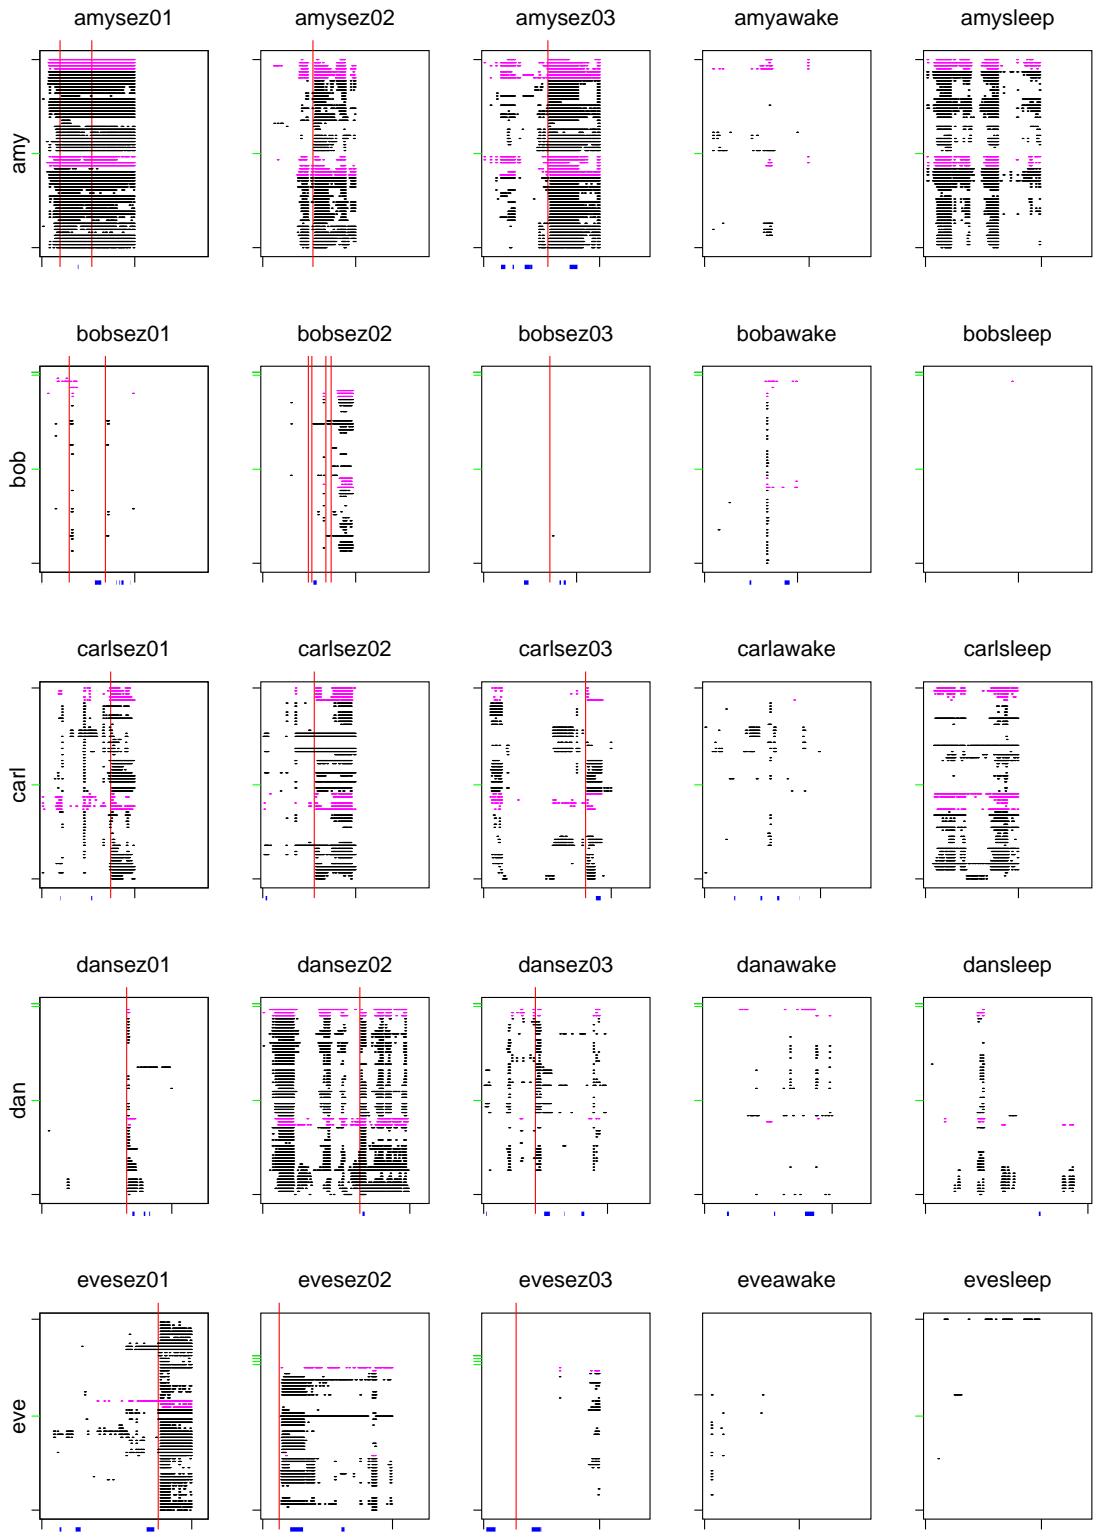 amysez01 amysez02 amysez03 amyawake amysleep
amy
bobsez01 bobsez02 bobsez03 bobawake bobsleep
bob
carlsez01 carlsez02 carlsez03 carlawake carlsleep
carl
dansez01 dansez02 dansez03 danawake dansleep
dan
evesez01 evesez02 evesez03 eveawake evesleep
eve